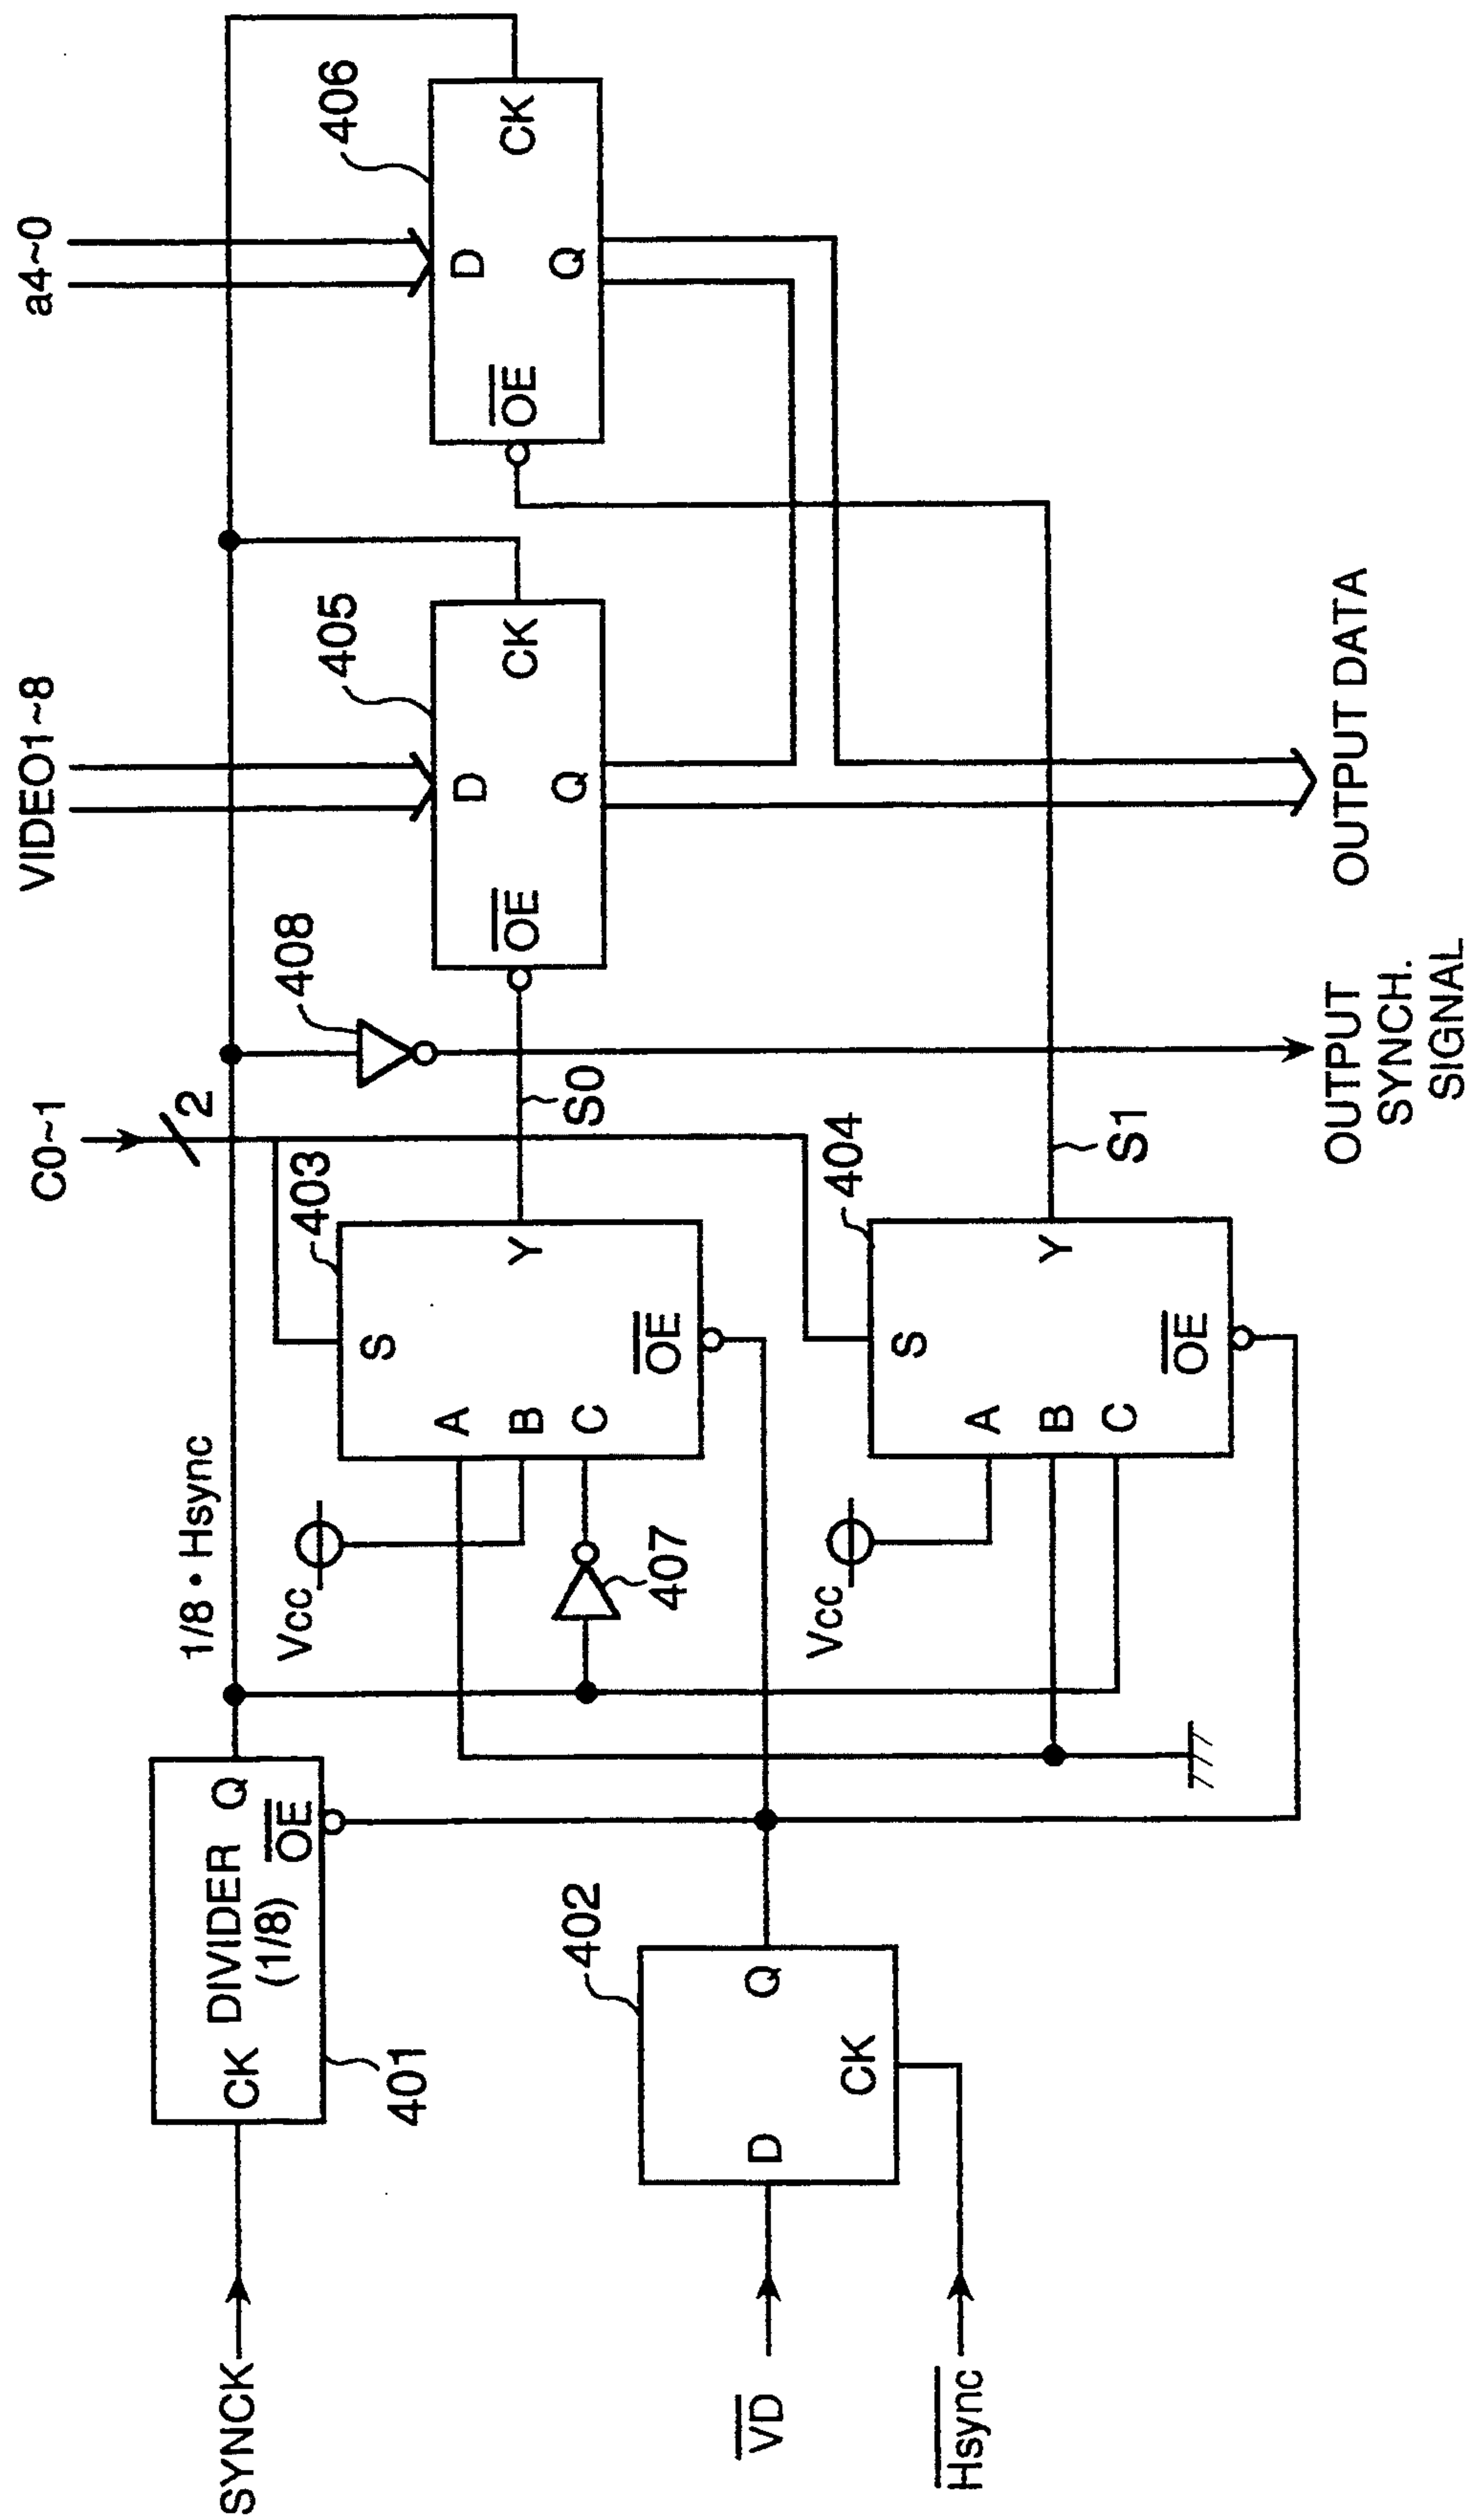 SYNCK
CK
DIVIDER
(1/8)
Q
OE
401
1/8・Hsync
VD
Hsync
D
Q
CK
402
Vcc
407
A
B
C
S
Y
OE
403
C0~1
2
Vcc
A
B
C
S
Y
OE
404
S0
S1
408
VIDEO1~8
D
Q
OE
CK
405
a4~0
D
Q
OE
CK
406
OUTPUT
SYNCH.
SIGNAL
OUTPUT DATA